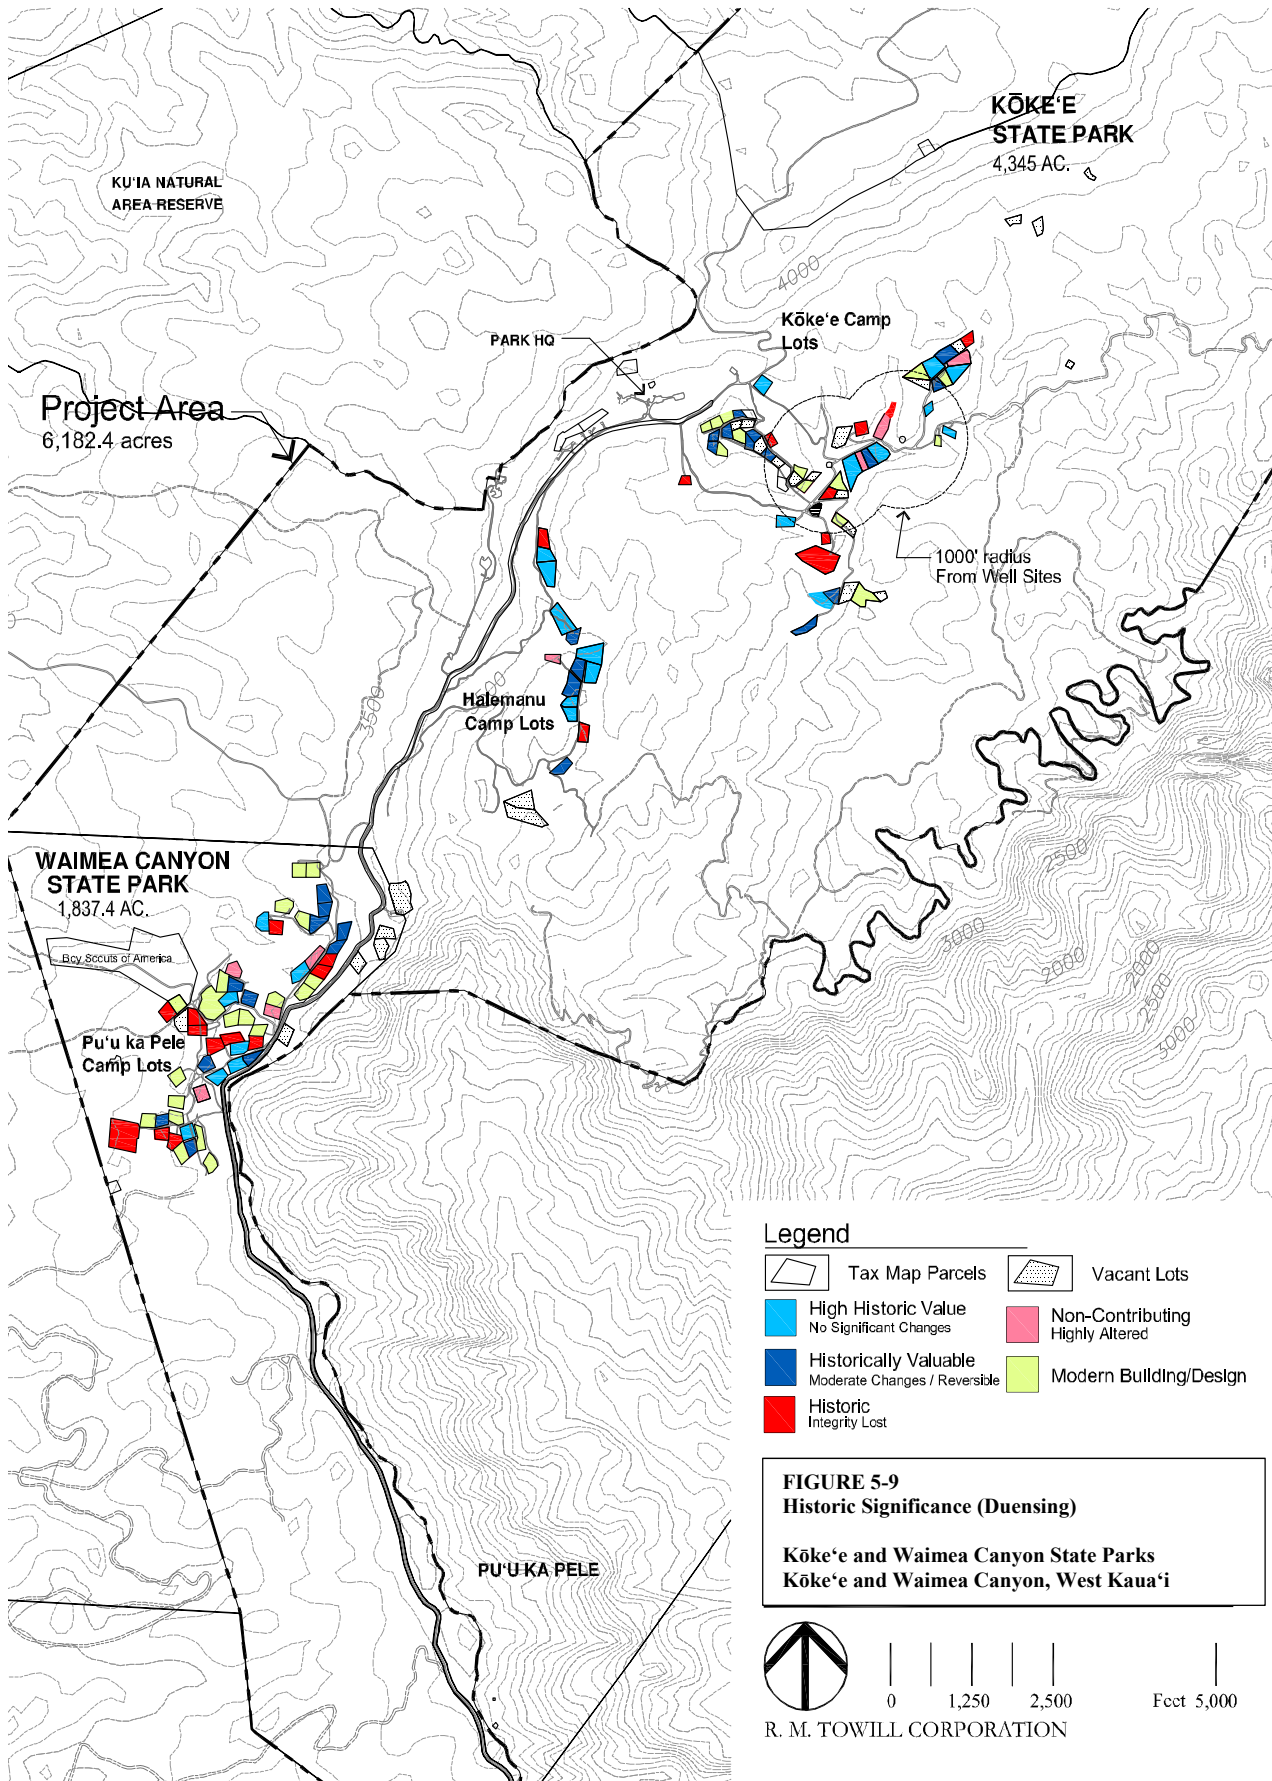 KŌKE‘E
STATE PARK
4,345 AC.
KU‘IA NATURAL
AREA RESERVE
4000
Kōke‘e Camp
Lots
PARK HQ
Project Area
6,182.4 acres
1000' radius
From Well Sites
3500
Halemanu
Camp Lots
WAIMEA CANYON
STATE PARK
1,837.4 AC.
Boy Scouts of America
2500
3000
2000
2000
2500
3000
Pu‘u ka Pele
Camp Lots
PU‘U KA PELE
Legend
Tax Map Parcels
Vacant Lots
High Historic Value
No Significant Changes
Non-Contributing
Highly Altered
Historically Valuable
Moderate Changes / Reversible
Modern Building/Design
Historic
Integrity Lost
FIGURE 5-9
Historic Significance (Duensing)
Kōke‘e and Waimea Canyon State Parks
Kōke‘e and Waimea Canyon, West Kaua‘i
0 1,250 2,500 Feet 5,000
R. M. TOWILL CORPORATION